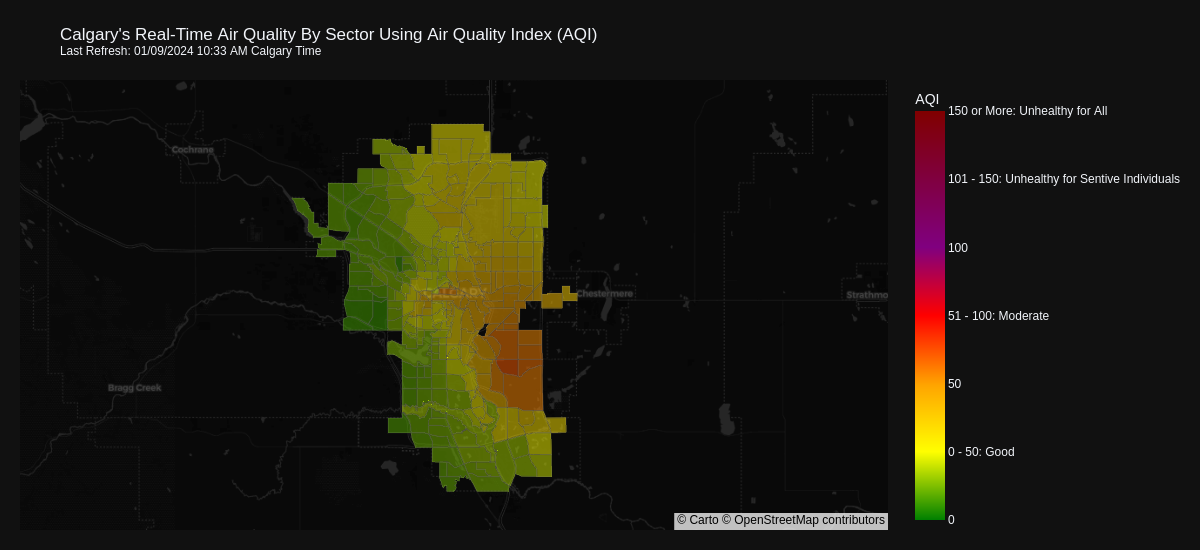 Calgary's Real-Time Air Quality By Sector Using Air Quality Index (AQI)
Last Refresh: 01/09/2024 10:33 AM Calgary Time
AQI
150 or More: Unhealthy for All
101 - 150: Unhealthy for Sentive Individuals
100
51 - 100: Moderate
50
0 - 50: Good
0
Cochrane
CALGARY
Chestermere
Strathmo
Bragg Creek
© Carto © OpenStreetMap contributors